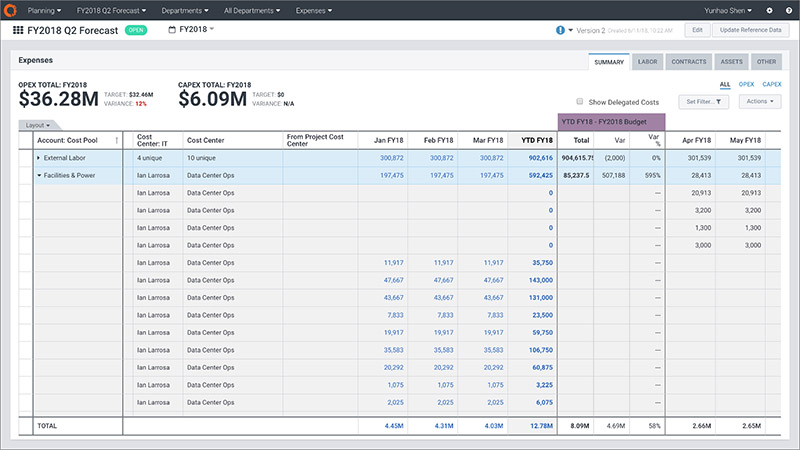 Planning FY2018 Q2 Forecast Departments All Departments Expenses Yunhao Shen
FY2018 Q2 Forecast OPEN FY2018 Version 2 Created 6/11/18, 10:22 AM Edit Update Reference Data
Expenses SUMMARY LABOR CONTRACTS ASSETS OTHER
OPEX TOTAL: FY2018 CAPEX TOTAL: FY2018 ALL OPEX CAPEX
$36.28M TARGET: $32.46M $6.09M TARGET: $0
VARIANCE: 12% VARIANCE: N/A
Show Delegated Costs Set Filter... Actions
Layout YTD FY18 - FY2018 Budget
Account: Cost Pool Cost Center: IT Cost Center From Project Cost Center Jan FY18 Feb FY18 Mar FY18 YTD FY18 Total Var Var % Apr FY18 May FY18
External Labor 4 unique 10 unique 300,872 300,872 300,872 902,616 904,615.75 (2,000) 0% 301,539 301,539
Facilities & Power Ian Larrosa Data Center Ops 197,475 197,475 197,475 592,425 85,237.5 507,188 595% 28,413 28,413
Ian Larrosa Data Center Ops 0 --- 20,913 20,913
Ian Larrosa Data Center Ops 0 --- 3,200 3,200
Ian Larrosa Data Center Ops 0 --- 1,300 1,300
Ian Larrosa Data Center Ops 0 --- 3,000 3,000
Ian Larrosa Data Center Ops 11,917 11,917 11,917 35,750 ---
Ian Larrosa Data Center Ops 47,667 47,667 47,667 143,000 ---
Ian Larrosa Data Center Ops 43,667 43,667 43,667 131,000 ---
Ian Larrosa Data Center Ops 7,833 7,833 7,833 23,500 ---
Ian Larrosa Data Center Ops 19,917 19,917 19,917 59,750 ---
Ian Larrosa Data Center Ops 35,583 35,583 35,583 106,750 ---
Ian Larrosa Data Center Ops 20,292 20,292 20,292 60,875 ---
Ian Larrosa Data Center Ops 1,075 1,075 1,075 3,225 ---
Ian Larrosa Data Center Ops 2,025 2,025 2,025 6,075 ---
TOTAL 4.45M 4.31M 4.03M 12.78M 8.09M 4.69M 58% 2.66M 2.65M